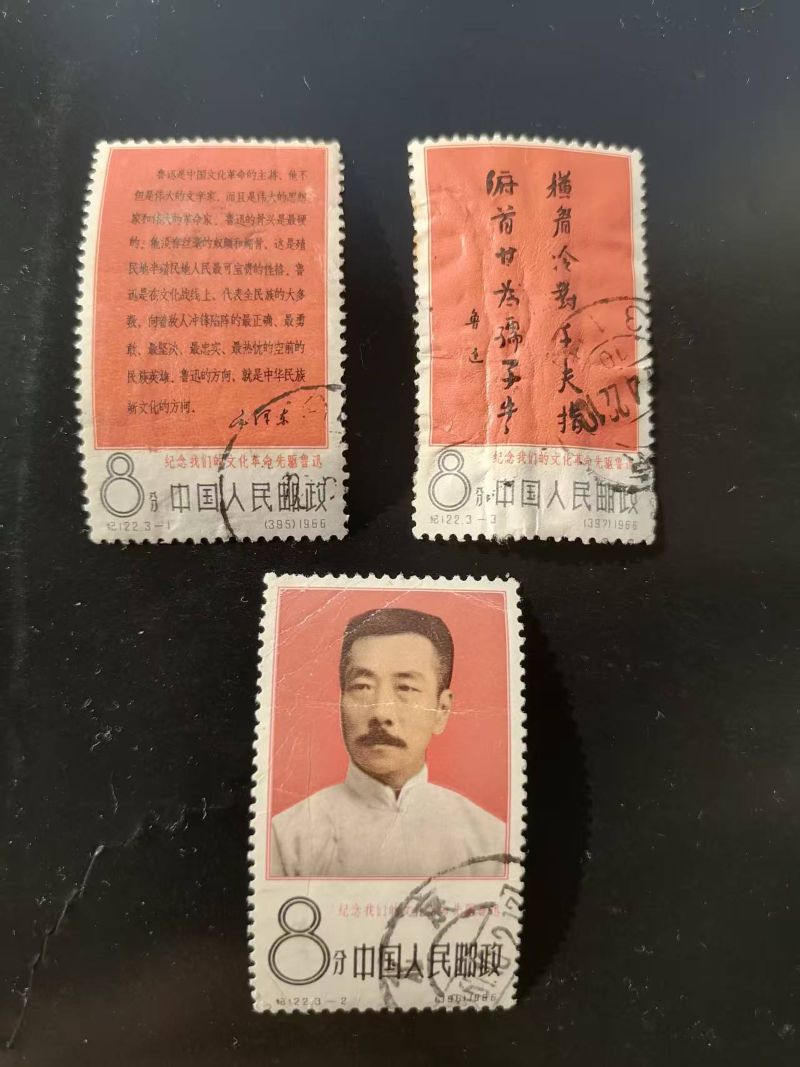 鲁迅是中国文化革命的主将，他不
但是伟大的文学家，而且是伟大的思想
家和伟大的革命家。鲁迅的骨头是最硬
的，他没有丝毫的奴颜和媚骨，这是殖
民地半殖民地人民最可宝贵的性格。鲁
迅是在文化战线上，代表全民族的大多
数，向着敌人冲锋陷阵的最正确、最勇
敢、最坚决、最忠实、最热忱的空前的
民族英雄。鲁迅的方向，就是中华民族
新文化的方向。
毛泽东
纪念我们的文化革命先驱鲁迅
8分 中国人民邮政
纪122.3-1 (395)1966
橫眉冷對千夫指
俯首甘為孺子牛
鲁迅
纪念我们的文化革命先驱鲁迅
8分 中国人民邮政
纪122.3-3 (397)1966
纪念我们的文化革命先驱鲁迅
8分 中国人民邮政
纪122.3-2 (396)1966